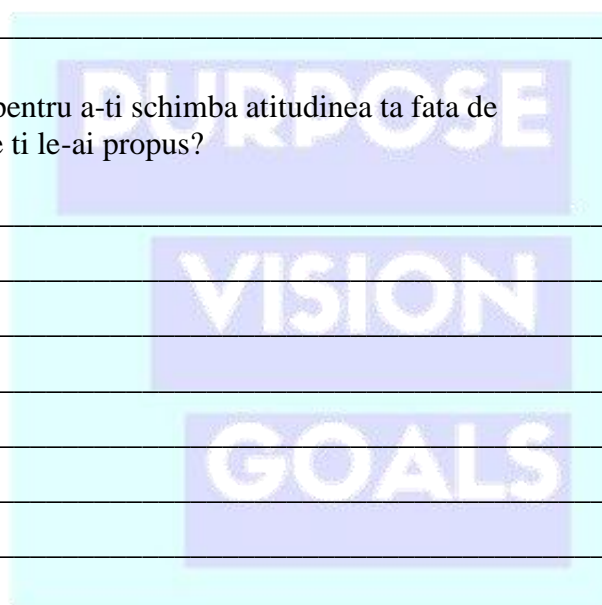 PURPOSE
pentru a-ti schimba atitudinea ta fata de
ti le-ai propus?
VISION
GOALS